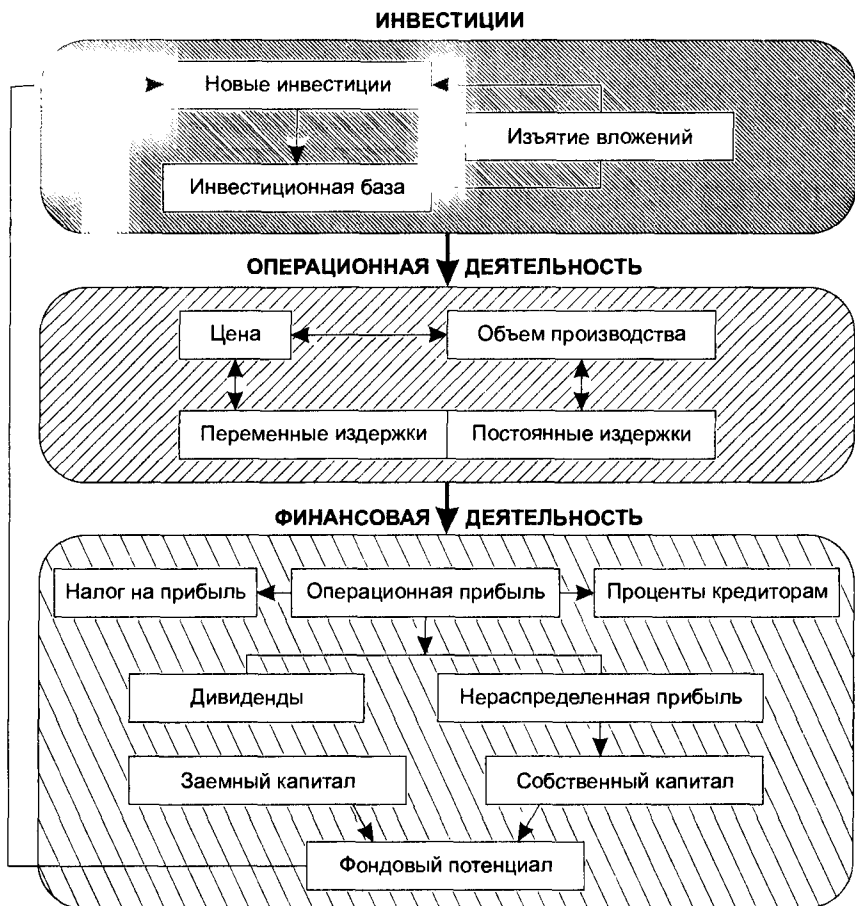 ИНВЕСТИЦИИ
Новые инвестиции
Изъятие вложений
Инвестиционная база
ОПЕРАЦИОННАЯ ДЕЯТЕЛЬНОСТЬ
Цена
Объем производства
Переменные издержки
Постоянные издержки
ФИНАНСОВАЯ ДЕЯТЕЛЬНОСТЬ
Налог на прибыль
Операционная прибыль
Проценты кредиторам
Дивиденды
Нераспределенная прибыль
Заемный капитал
Собственный капитал
Фондовый потенциал